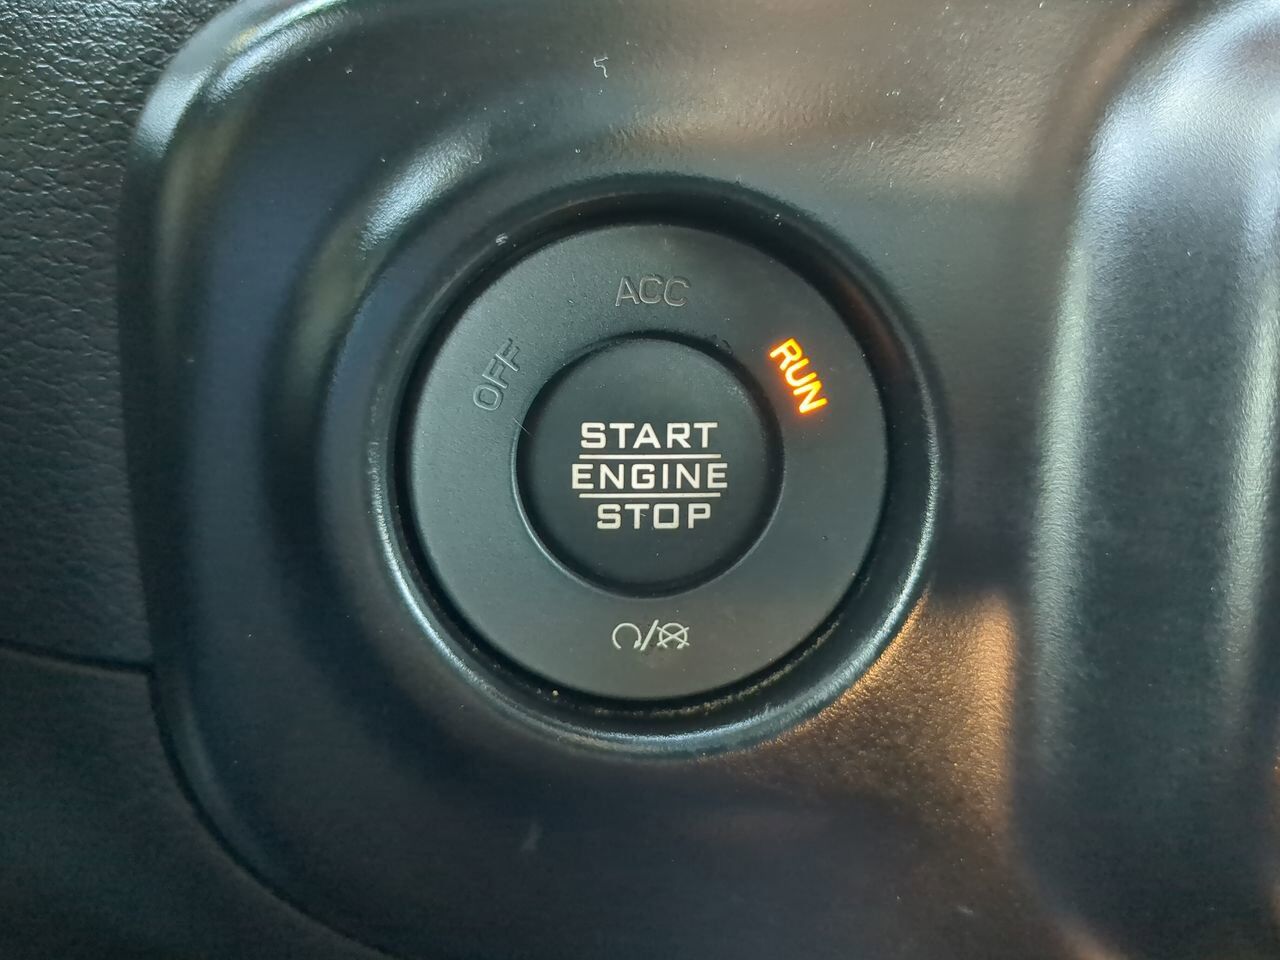 ACC
OFF
RUN
START
ENGINE
STOP